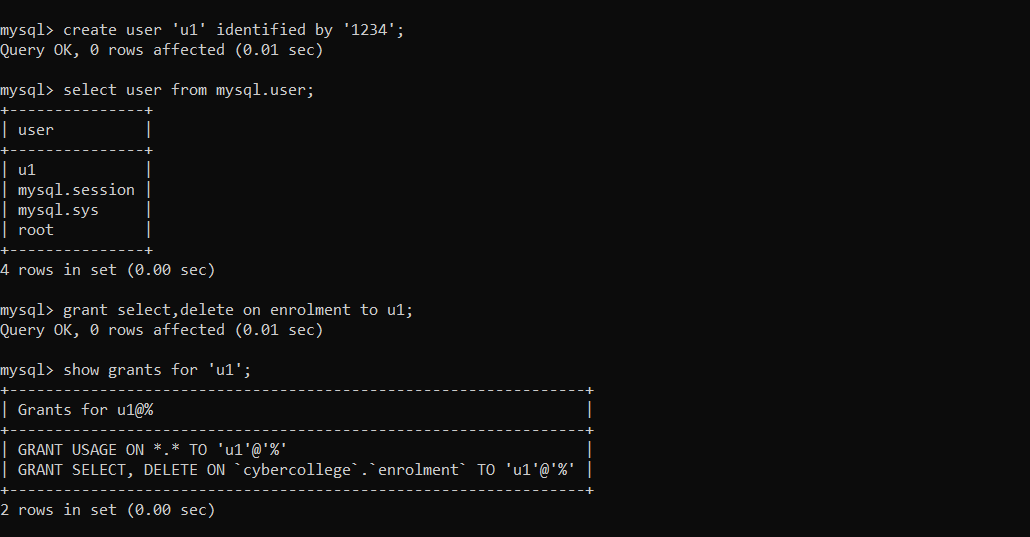 mysql> create user 'u1' identified by '1234';
Query OK, 0 rows affected (0.01 sec)
mysql> select user from mysql.user;
+---------------+
| user          |
+---------------+
| u1            |
| mysql.session |
| mysql.sys     |
| root          |
+---------------+
4 rows in set (0.00 sec)
mysql> grant select,delete on enrolment to u1;
Query OK, 0 rows affected (0.01 sec)
mysql> show grants for 'u1';
+----------------------------------------------------------------+
| Grants for u1@%                                                |
+----------------------------------------------------------------+
| GRANT USAGE ON *.* TO 'u1'@'%'                                 |
| GRANT SELECT, DELETE ON `cybercollege`.`enrolment` TO 'u1'@'%' |
+----------------------------------------------------------------+
2 rows in set (0.00 sec)